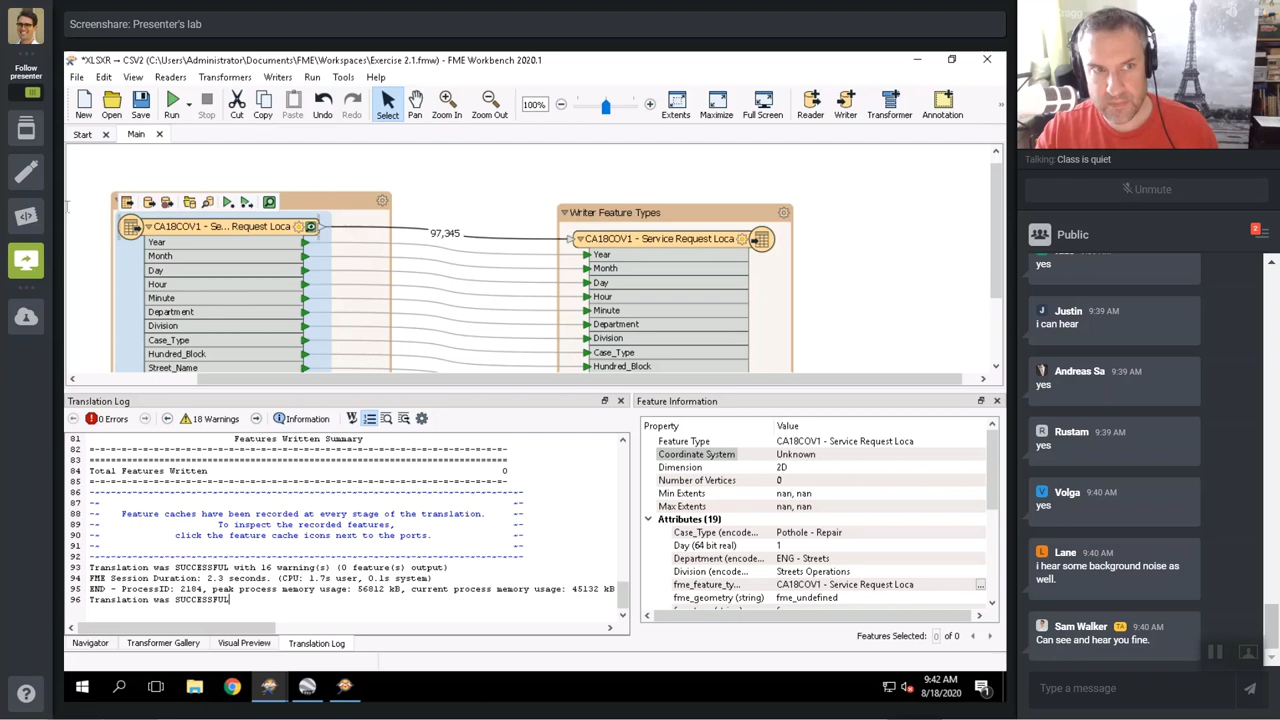 Screenshare: Presenter's lab
Follow
presenter
*XLSXR → CSV2 (C:\Users\Administrator\Documents\FME\Workspaces\Exercise 2.1.fmw) - FME Workbench 2020.1
File Edit View Readers Transformers Writers Run Tools Help
New Open Save Run Stop Cut Copy Paste Undo Redo Select Pan Zoom In Zoom Out 100% Extents Maximize Full Screen Reader Writer Transformer Annotation
Start Main
CA18COV1 - Se... Request Loca
Year
Month
Day
Hour
Minute
Department
Division
Case_Type
Hundred_Block
Street_Name
97,345
Writer Feature Types
CA18COV1 - Service Request Loca
Year
Month
Day
Hour
Minute
Department
Division
Case_Type
Hundred_Block
Translation Log
0 Errors 18 Warnings Information
81 Features Written Summary
82 =-=-=-=-=-=-=-=-=-=-=-=-=-=-=-=-=-=-=-=-=-=-=-=-=-=-=-=-=-=-=-=-=-=-=-=-=-=-=
83 ==============================================================================
84 Total Features Written 0
85 =-=-=-=-=-=-=-=-=-=-=-=-=-=-=-=-=-=-=-=-=-=-=-=-=-=-=-=-=-=-=-=-=-=-=-=-=-=-=
86 -~-~-~-~-~-~-~-~-~-~-~-~-~-~-~-~-~-~-~-~-~-~-~-~-~-~-~-~-~-~-~-~-~-~-~-~-~-~-~
87 -~ -~
88 -~ Feature caches have been recorded at every stage of the translation. -~
89 -~ To inspect the recorded features, -~
90 -~ click the feature cache icons next to the ports. -~
91 -~ -~
92 -~-~-~-~-~-~-~-~-~-~-~-~-~-~-~-~-~-~-~-~-~-~-~-~-~-~-~-~-~-~-~-~-~-~-~-~-~-~-~
93 Translation was SUCCESSFUL with 16 warning(s) (0 feature(s) output)
94 FME Session Duration: 2.3 seconds. (CPU: 1.7s user, 0.1s system)
95 END - ProcessID: 2184, peak process memory usage: 56812 kB, current process memory usage: 45132 kB
96 Translation was SUCCESSFUL
Navigator Transformer Gallery Visual Preview Translation Log
Feature Information
Property Value
Feature Type CA18COV1 - Service Request Loca
Coordinate System Unknown
Dimension 2D
Number of Vertices 0
Min Extents nan, nan
Max Extents nan, nan
Attributes (19)
Case_Type (encode... Pothole - Repair
Day (64 bit real) 1
Department (encode... ENG - Streets
Division (encode... Streets Operations
fme_feature_ty... CA18COV1 - Service Request Loca
fme_geometry (string) fme_undefined
Features Selected: 0 of 0
9:42 AM
8/18/2020
Talking: Class is quiet
Unmute
Public
2
yes
Justin 9:39 AM
i can hear
Andreas Sa 9:39 AM
yes
R Rustam 9:39 AM
yes
V Volga 9:40 AM
yes
L Lane 9:40 AM
i hear some background noise as
well.
Sam Walker TA 9:40 AM
Can see and hear you fine.
Type a message